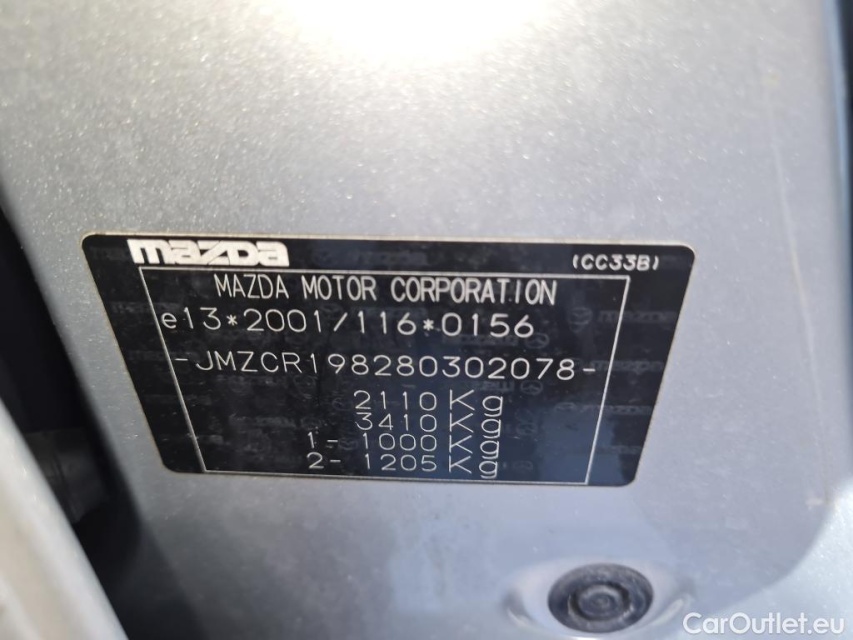 mazda (CC33B)
MAZDA MOTOR CORPORATION
e13*2001/116*0156
-JMZCR198280302078-
2110Kg
3410Kg
1- 1000Kg
2- 1205Kg
CarOutlet.eu